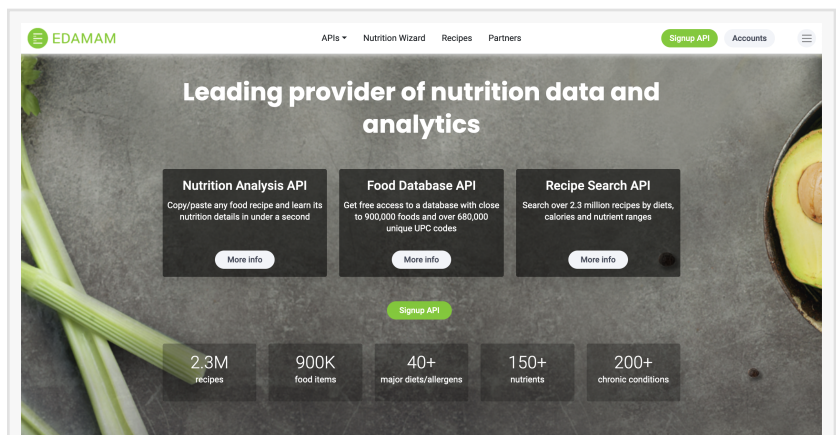 EDAMAM
APIs Nutrition Wizard Recipes Partners
Signup API Accounts
Leading provider of nutrition data and
analytics
Nutrition Analysis API
Copy/paste any food recipe and learn its
nutrition details in under a second
More info
Food Database API
Get free access to a database with close
to 900,000 foods and over 680,000
unique UPC codes
More info
Recipe Search API
Search over 2.3 million recipes by diets,
calories and nutrient ranges
More info
Signup API
2.3M
recipes
900K
food items
40+
major diets/allergens
150+
nutrients
200+
chronic conditions